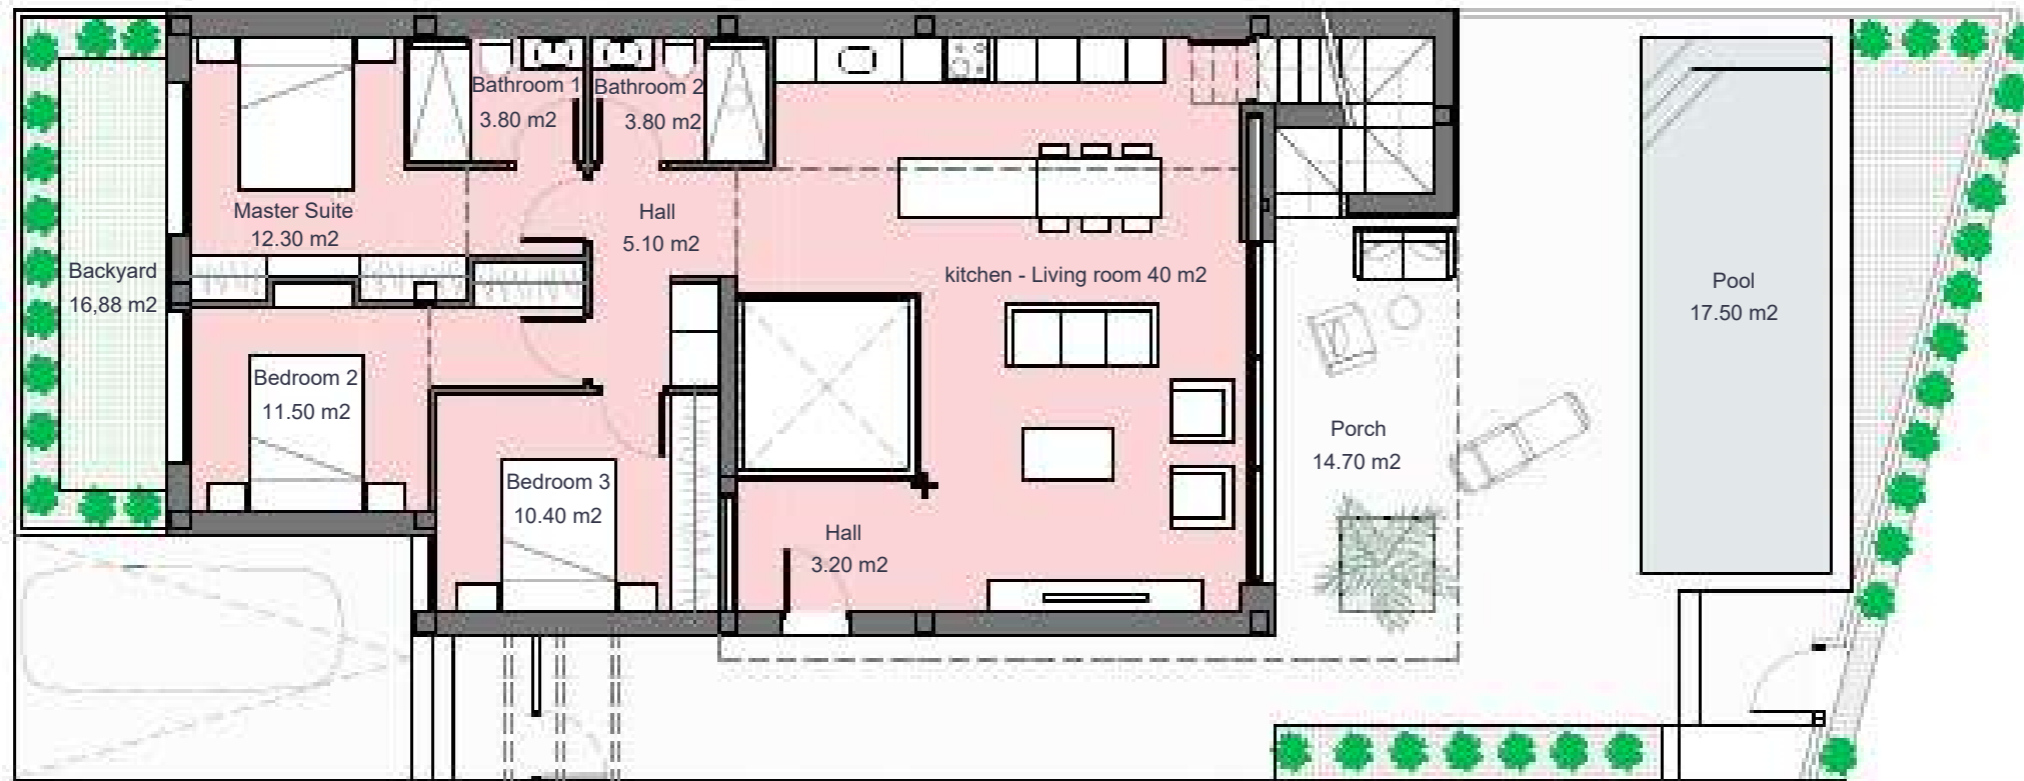 Bathroom 1
3.80 m2
Bathroom 2
3.80 m2
Master Suite
12.30 m2
Hall
5.10 m2
Backyard
16,88 m2
kitchen - Living room 40 m2
Pool
17.50 m2
Bedroom 2
11.50 m2
Porch
14.70 m2
Bedroom 3
10.40 m2
Hall
3.20 m2